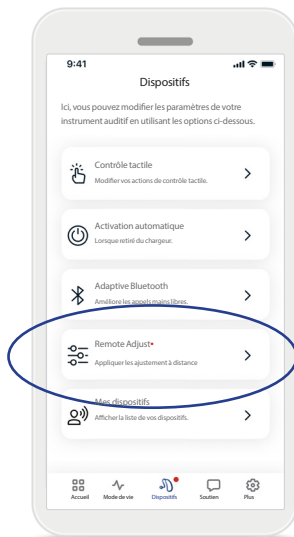 9:41
Dispositifs
Ici, vous pouvez modifier les paramètres de votre
instrument auditif en utilisant les options ci-dessous.
Contrôle tactile
Modifier vos actions de contrôle tactile.
Activation automatique
Lorsque retiré du chargeur.
Adaptive Bluetooth
Améliore les appels mains libres.
Remote Adjust•
Appliquer les ajustement à distance
Mes dispositifs
Afficher la liste de vos dispositifs.
Accueil Mode de vie Dispositifs Soutien Plus